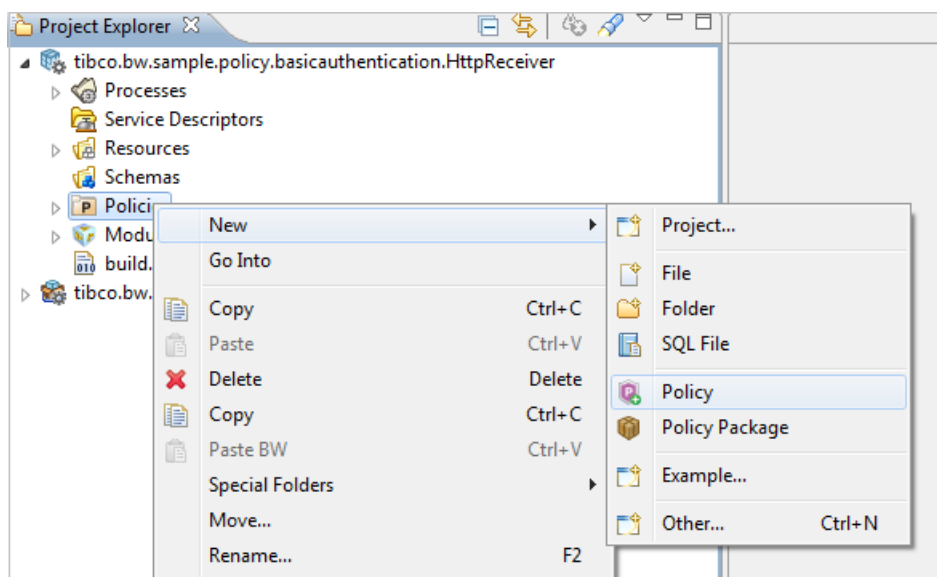 Project Explorer
tibco.bw.sample.policy.basicauthentication.HttpReceiver
Processes
Service Descriptors
Resources
Schemas
Polici
Modu
build.
tibco.bw.
New
Go Into
Copy Ctrl+C
Paste Ctrl+V
Delete Delete
Copy Ctrl+C
Paste BW Ctrl+V
Special Folders
Move...
Rename... F2
Project...
File
Folder
SQL File
Policy
Policy Package
Example...
Other... Ctrl+N